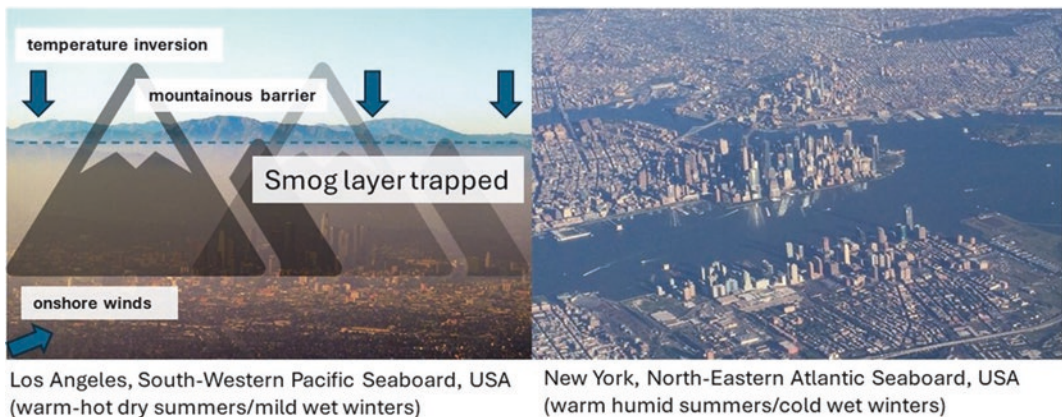 temperature inversion
mountainous barrier
Smog layer trapped
onshore winds
Los Angeles, South-Western Pacific Seaboard, USA
(warm-hot dry summers/mild wet winters)
New York, North-Eastern Atlantic Seaboard, USA
(warm humid summers/cold wet winters)